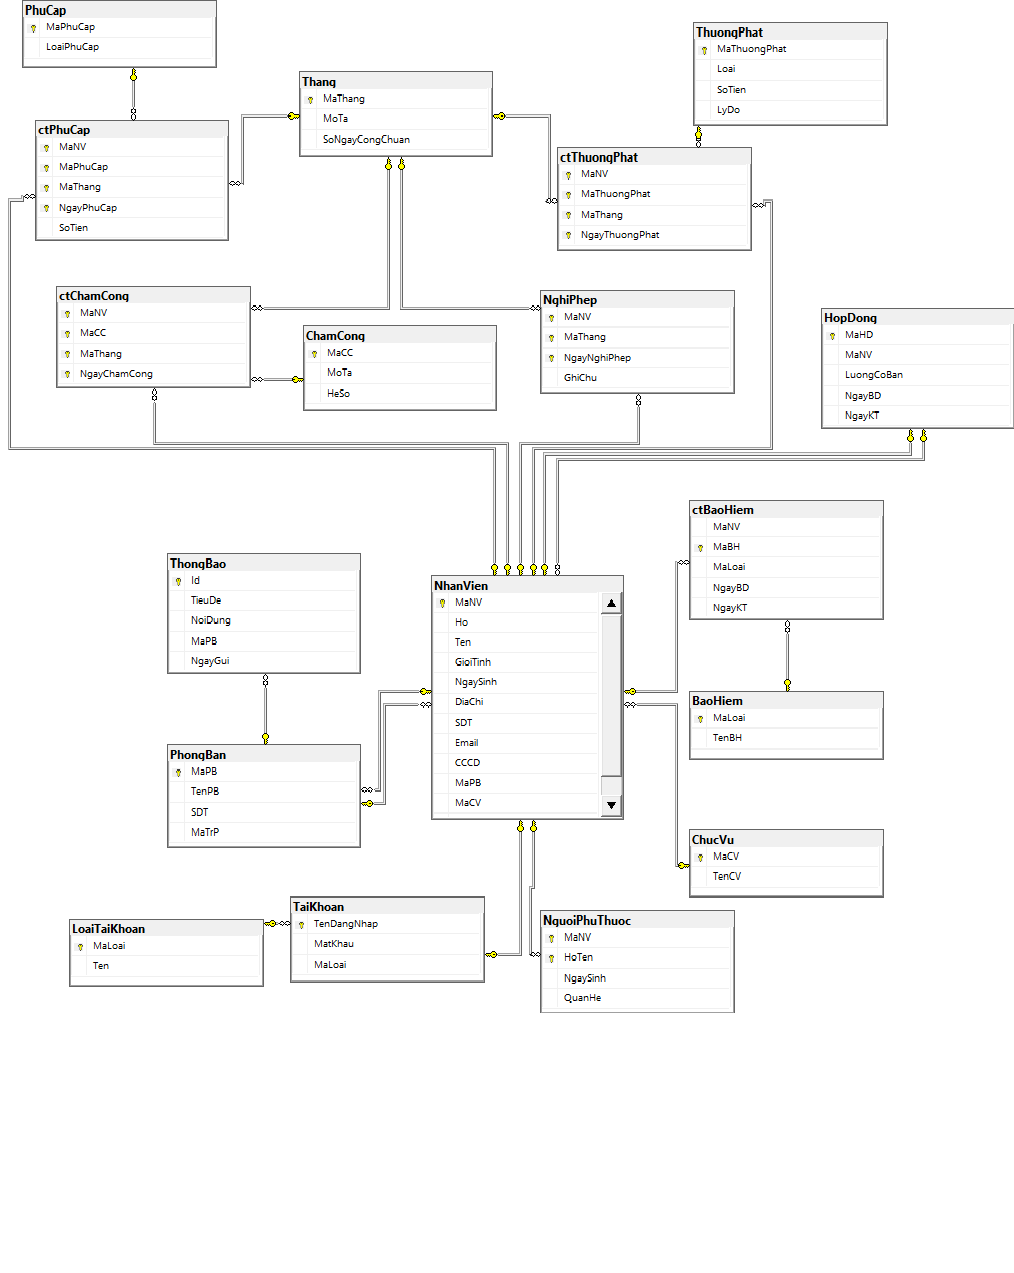 PhuCap
MaPhuCap
LoaiPhuCap
ThuongPhat
MaThuongPhat
Loai
SoTien
LyDo
Thang
MaThang
MoTa
SoNgayCongChuan
ctPhuCap
MaNV
MaPhuCap
MaThang
NgayPhuCap
SoTien
ctThuongPhat
MaNV
MaThuongPhat
MaThang
NgayThuongPhat
ctChamCong
MaNV
MaCC
MaThang
NgayChamCong
ChamCong
MaCC
MoTa
HeSo
NghiPhep
MaNV
MaThang
NgayNghiPhep
GhiChu
HopDong
MaHD
MaNV
LuongCoBan
NgayBD
NgayKT
ctBaoHiem
MaNV
MaBH
MaLoai
NgayBD
NgayKT
ThongBao
Id
TieuDe
NoiDung
MaPB
NgayGui
NhanVien
MaNV
Ho
Ten
GioiTinh
NgaySinh
DiaChi
SDT
Email
CCCD
MaPB
MaCV
BaoHiem
MaLoai
TenBH
PhongBan
MaPB
TenPB
SDT
MaTrP
ChucVu
MaCV
TenCV
TaiKhoan
TenDangNhap
MatKhau
MaLoai
LoaiTaiKhoan
MaLoai
Ten
NguoiPhuThuoc
MaNV
HoTen
NgaySinh
QuanHe